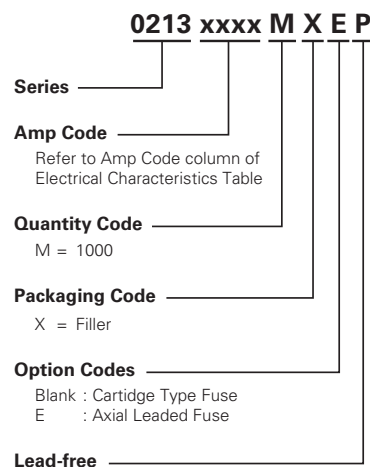 0213 xxxx M X E P
Series
Amp Code
Refer to Amp Code column of
Electrical Characteristics Table
Quantity Code
M = 1000
Packaging Code
X = Filler
Option Codes
Blank : Cartidge Type Fuse
E : Axial Leaded Fuse
Lead-free